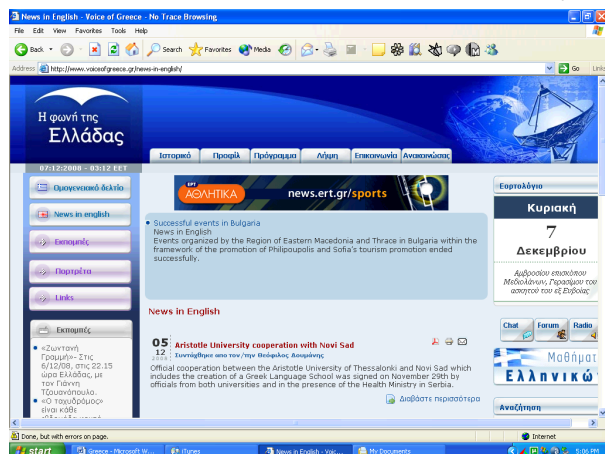 News in English - Voice of Greece - No Trace Browsing
File Edit View Favorites Tools Help
Back Search Favorites Media
Address http://www.voiceofgreece.gr/news-in-english/ Go Links
Η φωνή της
Ελλάδας
Ιστορικό Προφίλ Πρόγραμμα Λήψη Επικοινωνία Ανακοινώσεις
07:12:2008 - 03:12 EET
Ομογενειακό δελτίο
News in english
Εκπομπές
Πορτρέτα
Links
Εκπομπές
«Ζωντανή
Γραμμή»- Στις
6/12/08, στις 22.15
ώρα Ελλάδας, με
τον Γιάννη
Τζουανόπουλο.
«Ο ταχυδρόμος»
είναι κάθε
ΕΡΤ
ΑΘΛΗΤΙΚΑ
news.ert.gr/sports
Successful events in Bulgaria
News in English
Events organized by the Region of Eastern Macedonia and Thrace in Bulgaria within the
framework of the promotion of Philipoupolis and Sofia's tourism promotion ended
successfully.
News in English
05
12
2008
Aristotle University cooperation with Novi Sad
Συντάχθηκε απο τον/την Θεόφιλος Δουμάνης
Official cooperation between the Aristotle University of Thessaloniki and Novi Sad which
includes the creation of a Greek Language School was signed on November 29th by
officials from both universities and in the presence of the Health Ministry in Serbia.
Διαβάστε περισσότερα
Εορτολόγιο
Κυριακή
7
Δεκεμβρίου
Αμβροσίου επισκόπου
Μεδιολάνων, Γερασίμου του
ασκητού του εξ Ευβοίας
Chat Forum Radio
Μαθήματ
Ελληνικώ
Αναζήτηση
Done, but with errors on page. Internet
start Greece - Microsoft W... iTunes News in English - Voic... My Documents 5:06 PM